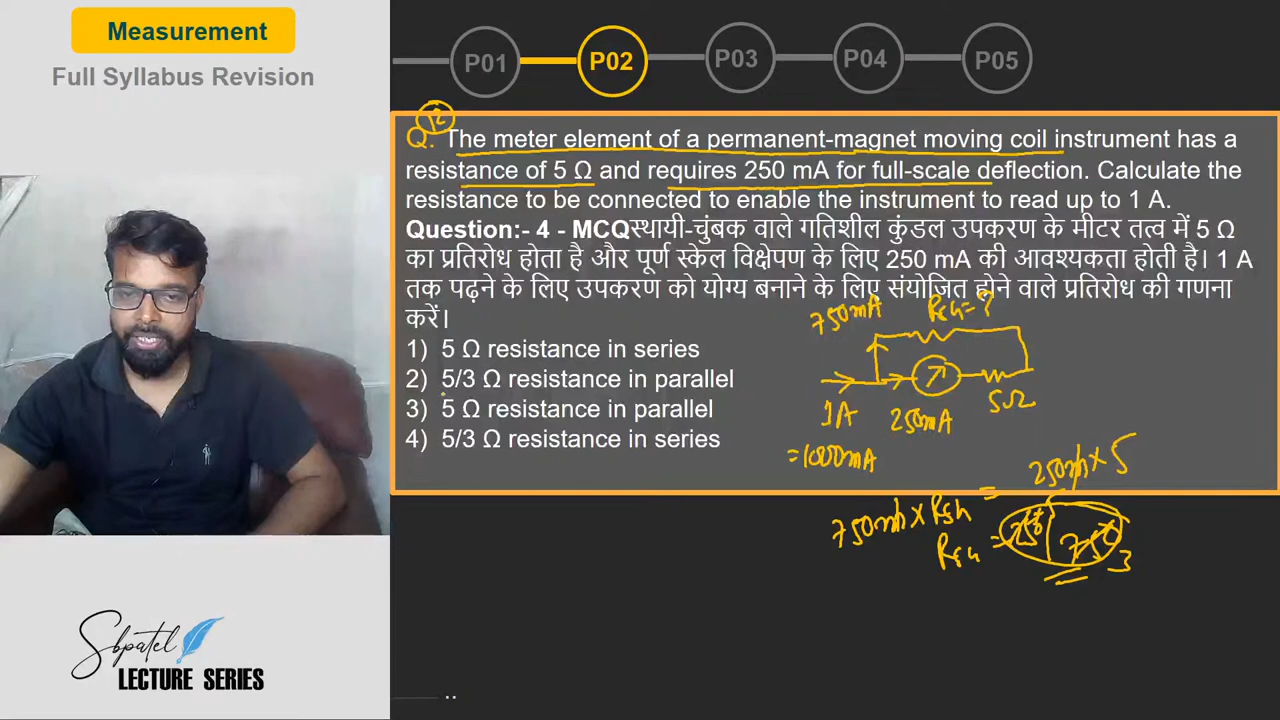 Measurement
Full Syllabus Revision
P01
P02
P03
P04
P05
12
Q. The meter element of a permanent-magnet moving coil instrument has a
resistance of 5 Ω and requires 250 mA for full-scale deflection. Calculate the
resistance to be connected to enable the instrument to read up to 1 A.
Question:- 4 - MCQस्थायी-चुंबक वाले गतिशील कुंडल उपकरण के मीटर तत्व में 5 Ω
का प्रतिरोध होता है और पूर्ण स्केल विक्षेपण के लिए 250 mA की आवश्यकता होती है। 1 A
तक पढ़ने के लिए उपकरण को योग्य बनाने के लिए संयोजित होने वाले प्रतिरोध की गणना
करें।
1) 5 Ω resistance in series
2) 5/3 Ω resistance in parallel
3) 5 Ω resistance in parallel
4) 5/3 Ω resistance in series
750mA
Rsh=?
1A
250mA
5Ω
=1000mA
750mA×Rsh = 250mA×5
Rsh =
3
Sbpatel
LECTURE SERIES